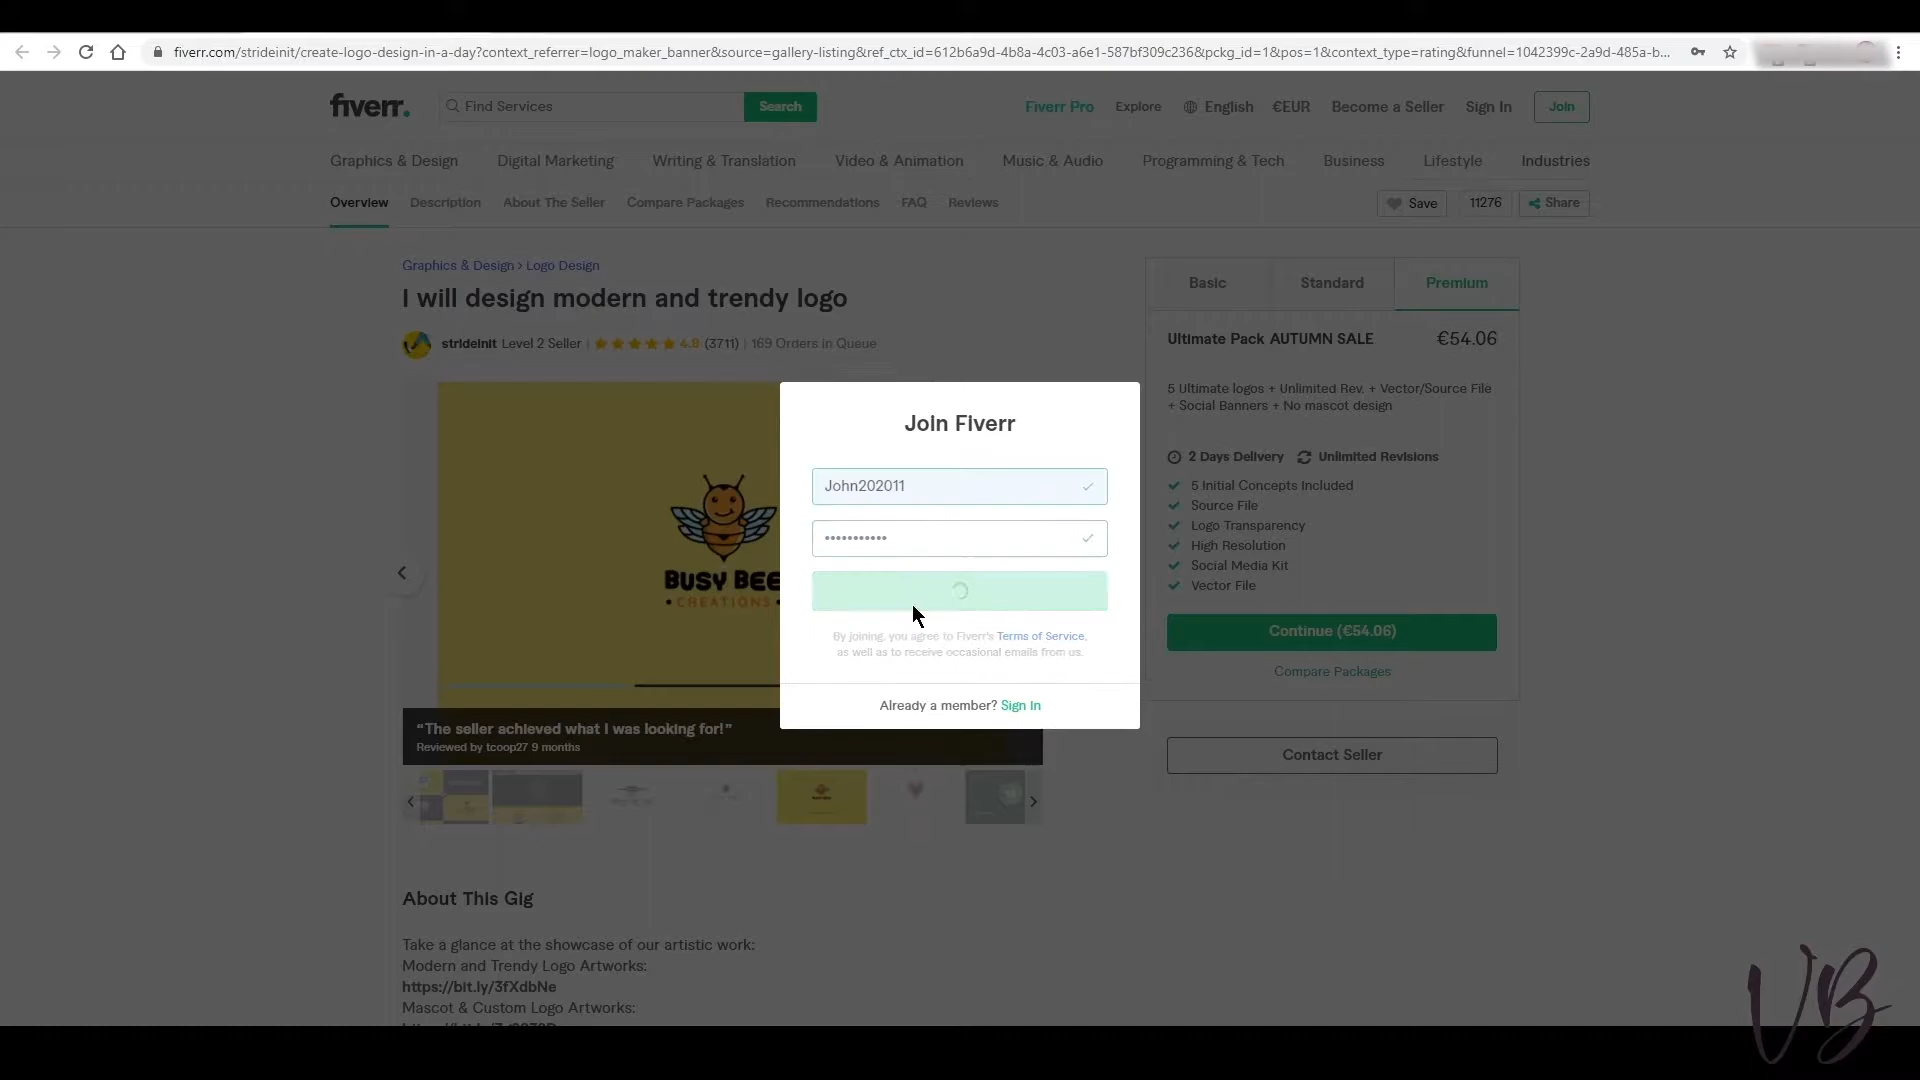 fiverr.com/strideinit/create-logo-design-in-a-day?context_referrer=logo_maker_banner&source=gallery-listing&ref_ctx_id=612b6a9d-4b8a-4c03-a6e1-587bf309c236&pckg_id=1&pos=1&context_type=rating&funnel=1042399c-2a9d-485a-b...
fiverr. Find Services Search Fiverr Pro Explore English €EUR Become a Seller Sign In Join
Graphics & Design Digital Marketing Writing & Translation Video & Animation Music & Audio Programming & Tech Business Lifestyle Industries
Overview Description About The Seller Compare Packages Recommendations FAQ Reviews Save 11276 Share
Graphics & Design › Logo Design
I will design modern and trendy logo
strideinit Level 2 Seller | 4.8 (3711) | 169 Orders in Queue
BUSY BEE
• CREATIONS •
“The seller achieved what I was looking for!”
Reviewed by tcoop27 9 months
About This Gig
Take a glance at the showcase of our artistic work:
Modern and Trendy Logo Artworks:
https://bit.ly/3fXdbNe
Mascot & Custom Logo Artworks:
Join Fiverr
John202011
•••••••••••
By joining, you agree to Fiverr's Terms of Service,
as well as to receive occasional emails from us.
Already a member? Sign In
Basic Standard Premium
Ultimate Pack AUTUMN SALE €54.06
5 Ultimate logos + Unlimited Rev. + Vector/Source File
+ Social Banners + No mascot design
2 Days Delivery Unlimited Revisions
5 Initial Concepts Included
Source File
Logo Transparency
High Resolution
Social Media Kit
Vector File
Continue (€54.06)
Compare Packages
Contact Seller
VB